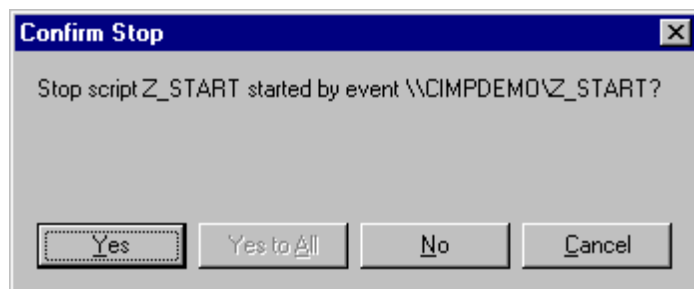 Confirm Stop
Stop script Z_START started by event \\CIMPDEMO\Z_START?
Yes Yes to All No Cancel